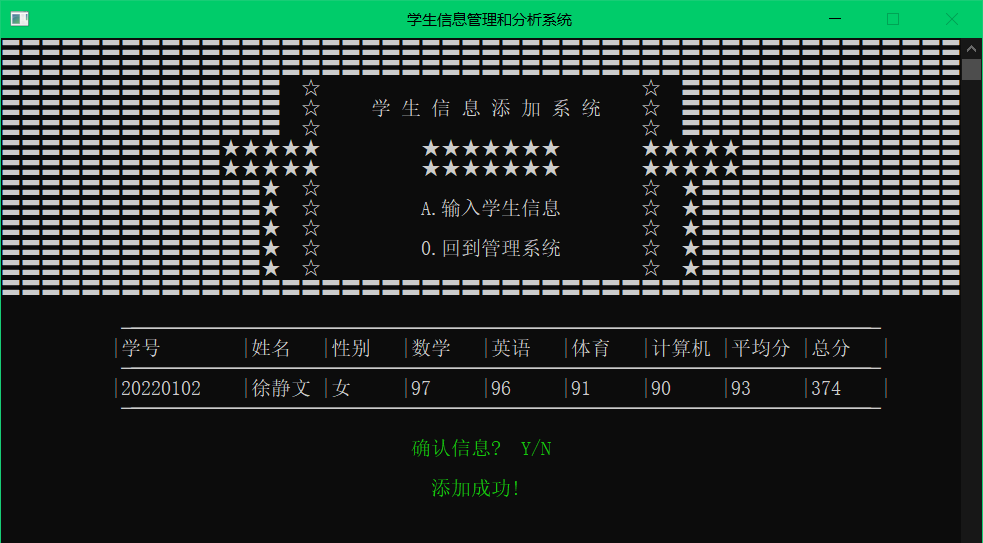 学生信息管理和分析系统
学 生 信 息 添 加 系 统
A.输入学生信息
0.回到管理系统
|学号 |姓名 |性别 |数学 |英语 |体育 |计算机 |平均分 |总分 |
|20220102 |徐静文 |女 |97 |96 |91 |90 |93 |374 |
确认信息? Y/N
添加成功!